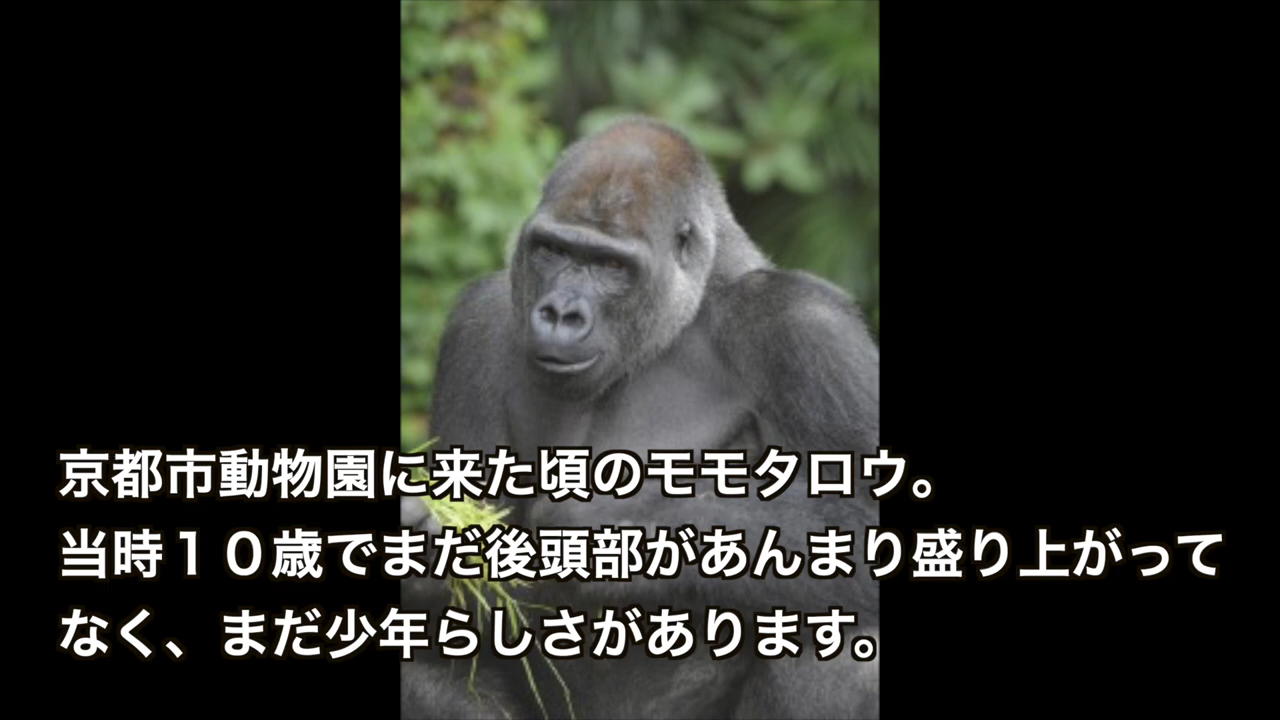 京都市動物園に来た頃のモモタロウ。
当時１０歳でまだ後頭部があんまり盛り上がって
なく、まだ少年らしさがあります。